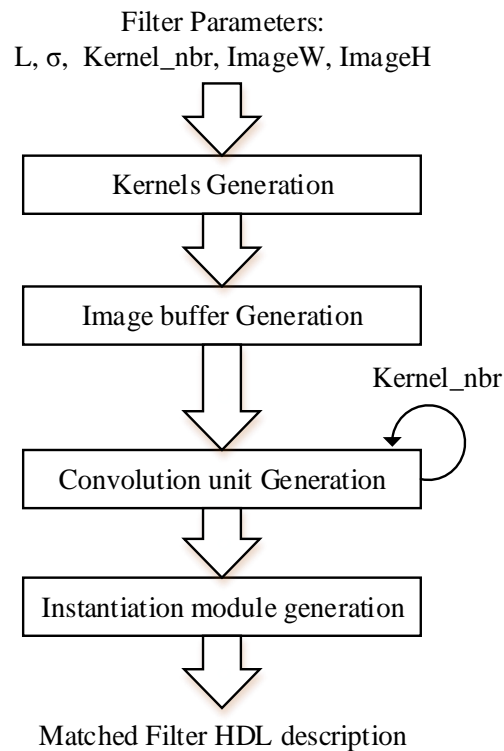 Filter Parameters:
L, σ, Kernel_nbr, ImageW, ImageH
Kernels Generation
Image buffer Generation
Kernel_nbr
Convolution unit Generation
Instantiation module generation
Matched Filter HDL description